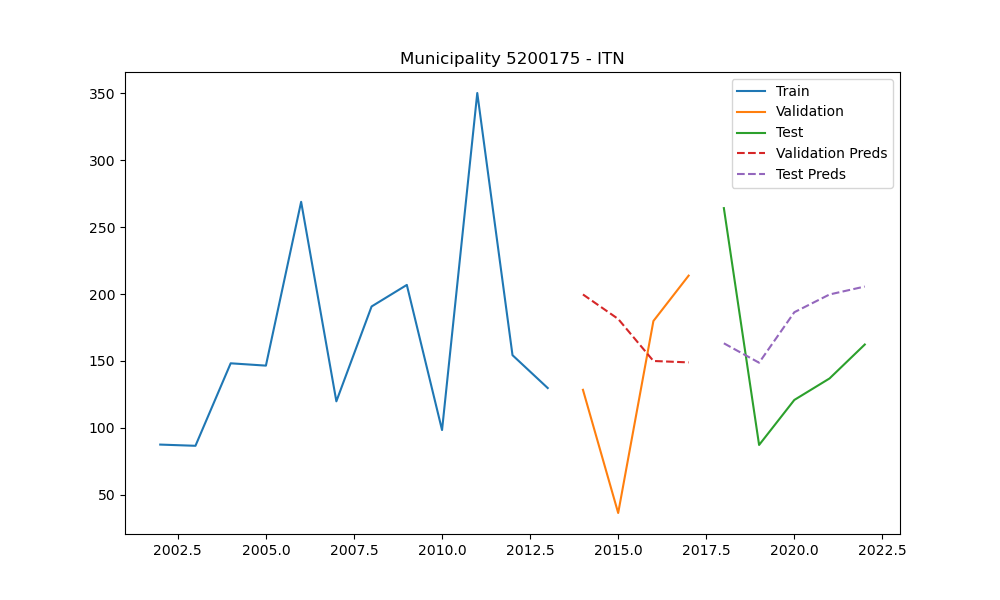 Municipality 5200175 - ITN
350
300
250
200
150
100
50
2002.5
2005.0
2007.5
2010.0
2012.5
2015.0
2017.5
2020.0
2022.5
Train
Validation
Test
Validation Preds
Test Preds